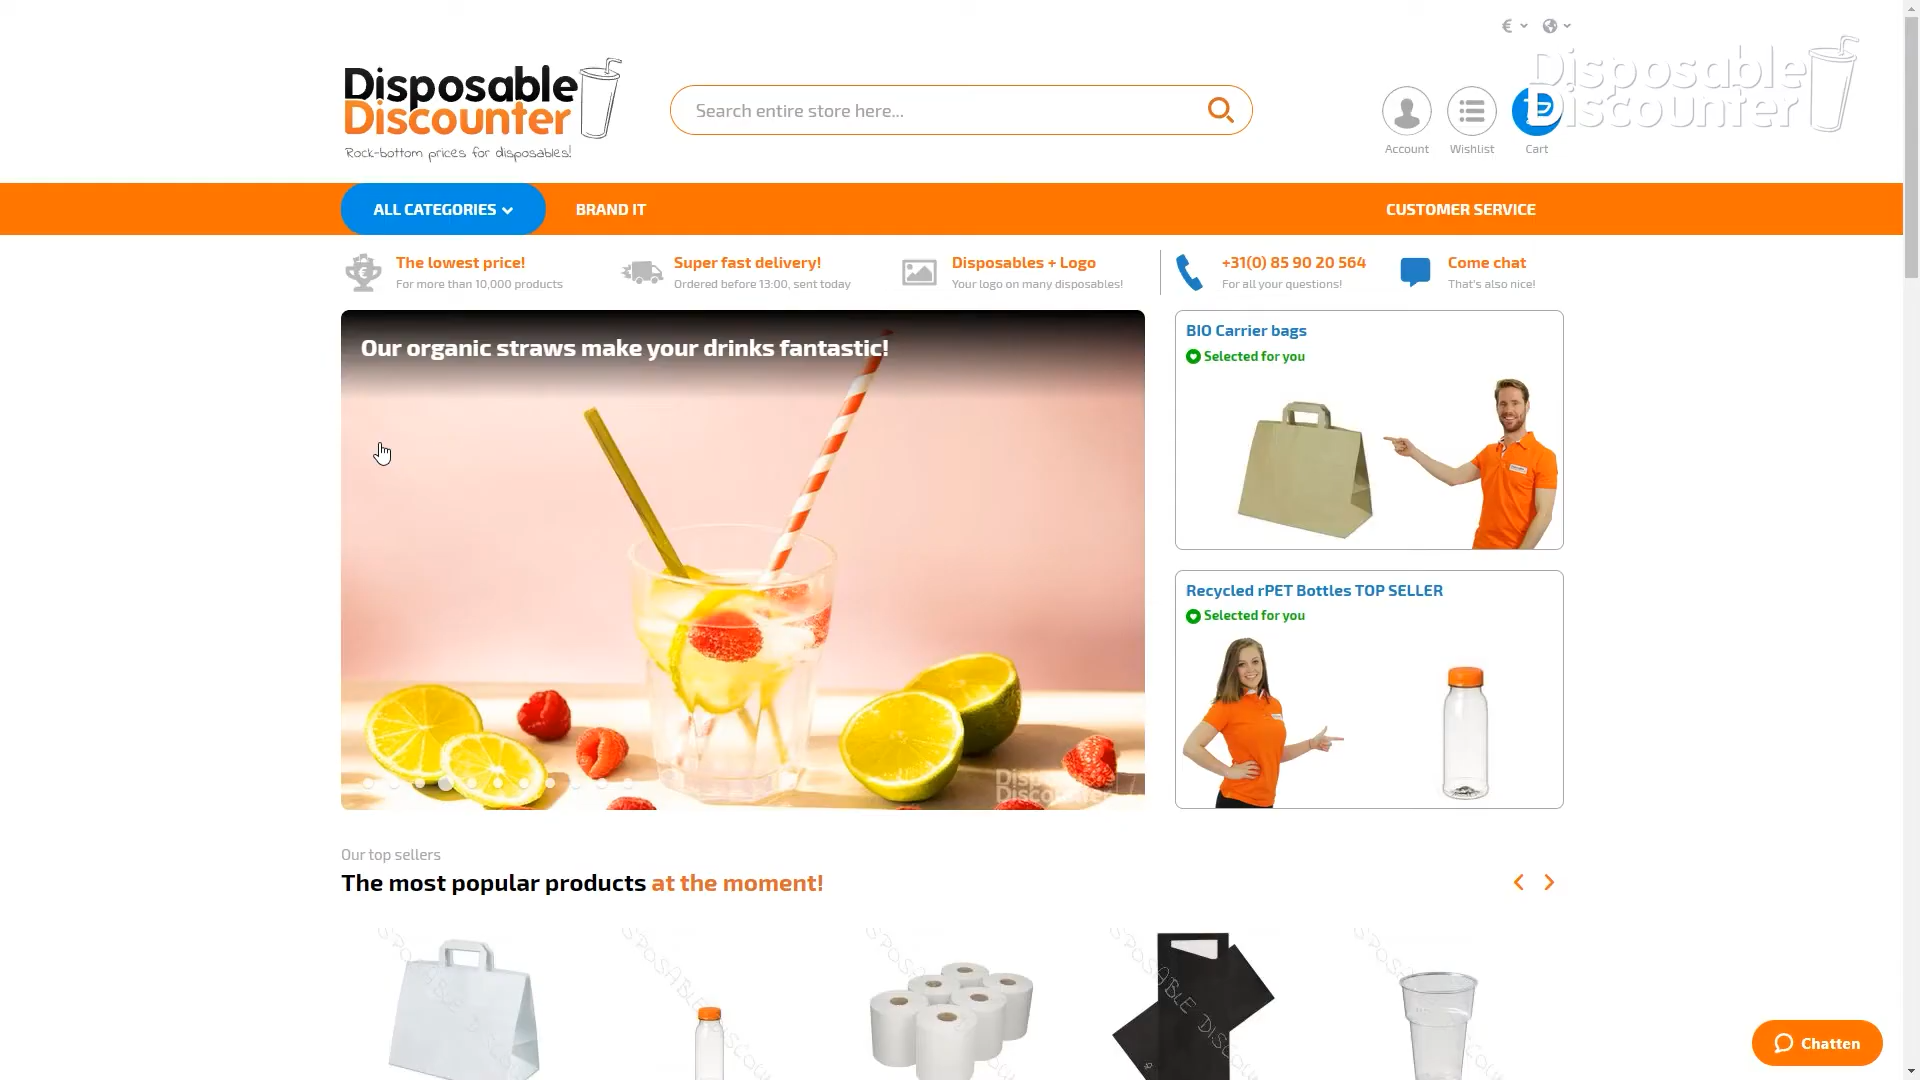 €
Disposable
Discounter
Rock-bottom prices for disposables!
Search entire store here...
Account
Wishlist
Cart
Disposable
Discounter
ALL CATEGORIES
BRAND IT
CUSTOMER SERVICE
The lowest price!
For more than 10,000 products
Super fast delivery!
Ordered before 13:00, sent today
Disposables + Logo
Your logo on many disposables!
+31(0) 85 90 20 564
For all your questions!
Come chat
That's also nice!
Our organic straws make your drinks fantastic!
BIO Carrier bags
Selected for you
Recycled rPET Bottles TOP SELLER
Selected for you
Our top sellers
The most popular products at the moment!
Chatten